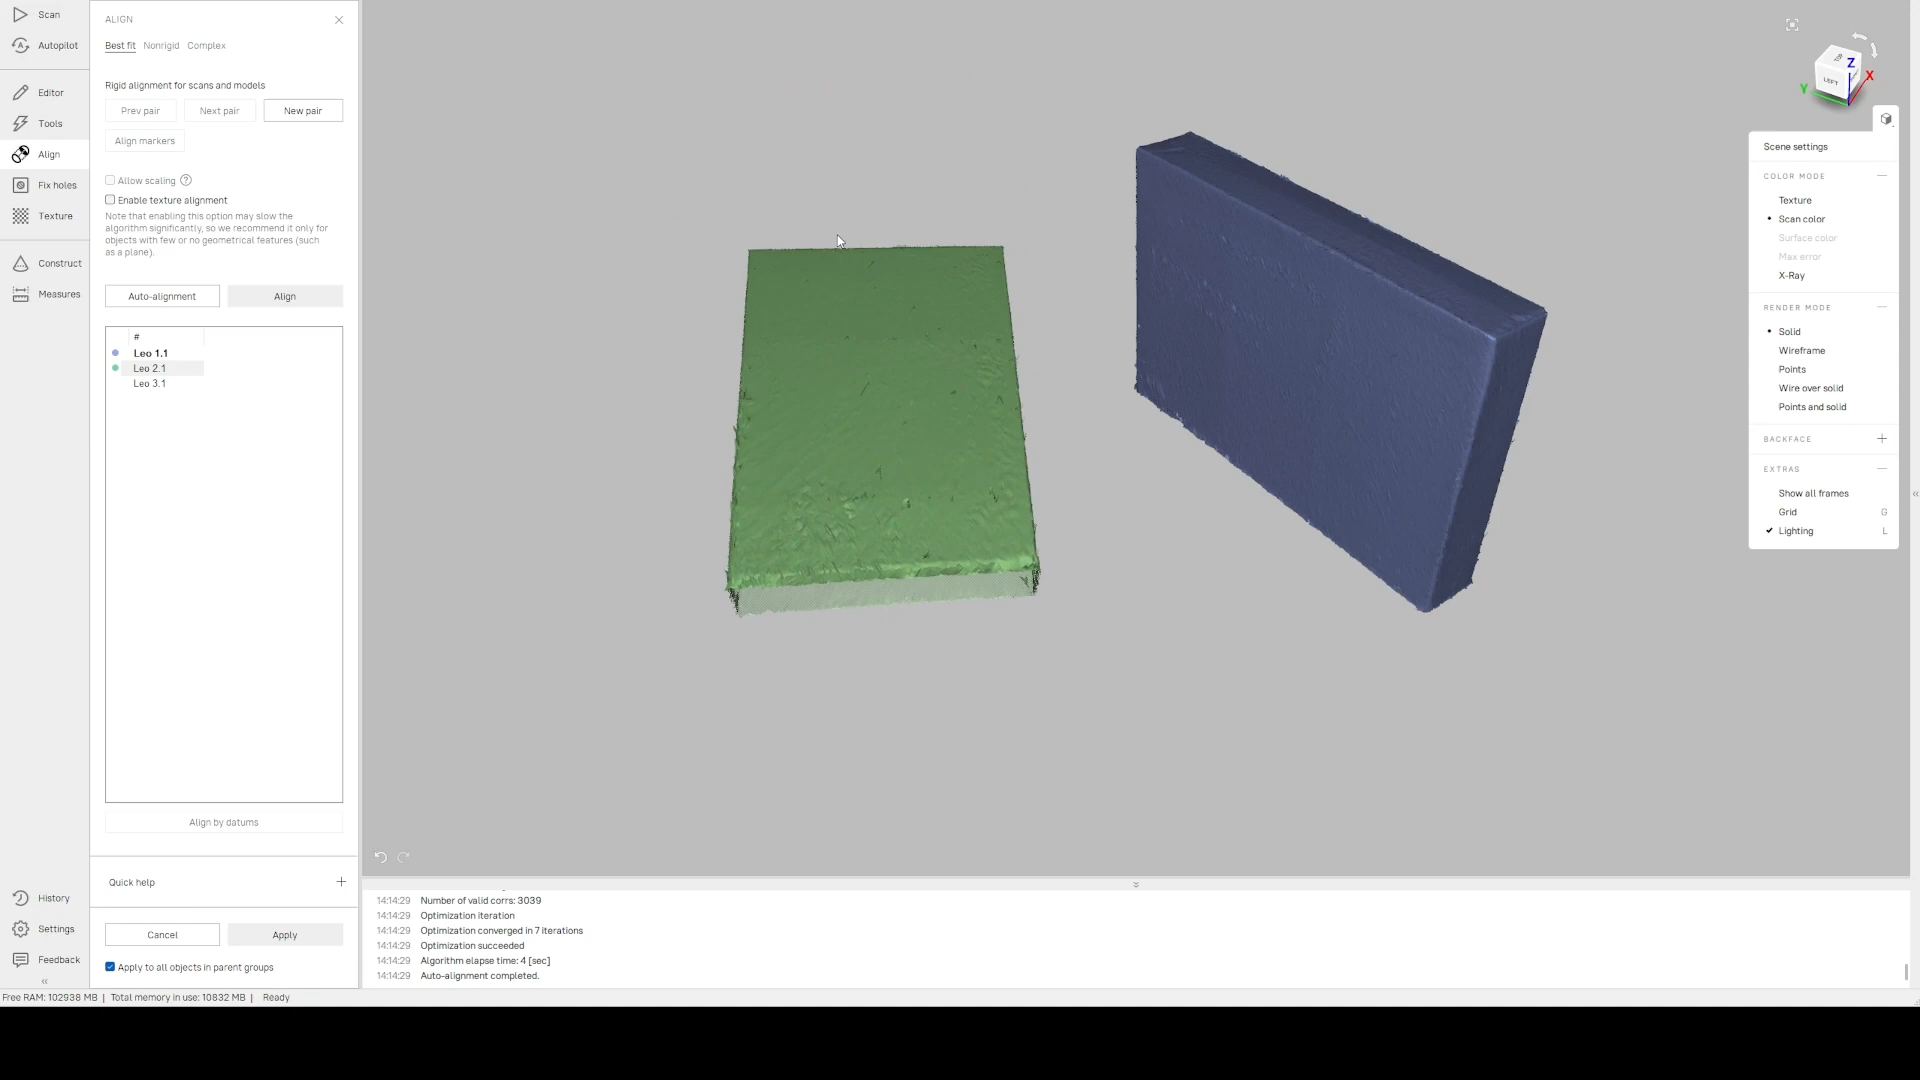 Scan
Autopilot
Editor
Tools
Align
Fix holes
Texture
Construct
Measures
History
Settings
Feedback
ALIGN
Best fit Nonrigid Complex
Rigid alignment for scans and models
Prev pair Next pair New pair
Align markers
Allow scaling ?
Enable texture alignment
Note that enabling this option may slow the
algorithm significantly, so we recommend it only for
objects with few or no geometrical features (such
as a plane).
Auto-alignment Align
#
Leo 1.1
Leo 2.1
Leo 3.1
Align by datums
Quick help
Cancel Apply
Apply to all objects in parent groups
Z
X
Y
LEFT
Scene settings
COLOR MODE
Texture
Scan color
Surface color
Max error
X-Ray
RENDER MODE
Solid
Wireframe
Points
Wire over solid
Points and solid
BACKFACE
EXTRAS
Show all frames
Grid G
Lighting L
14:14:29 Number of valid corrs: 3039
14:14:29 Optimization iteration
14:14:29 Optimization converged in 7 iterations
14:14:29 Optimization succeeded
14:14:29 Algorithm elapse time: 4 [sec]
14:14:29 Auto-alignment completed.
Free RAM: 102938 MB | Total memory in use: 10832 MB | Ready